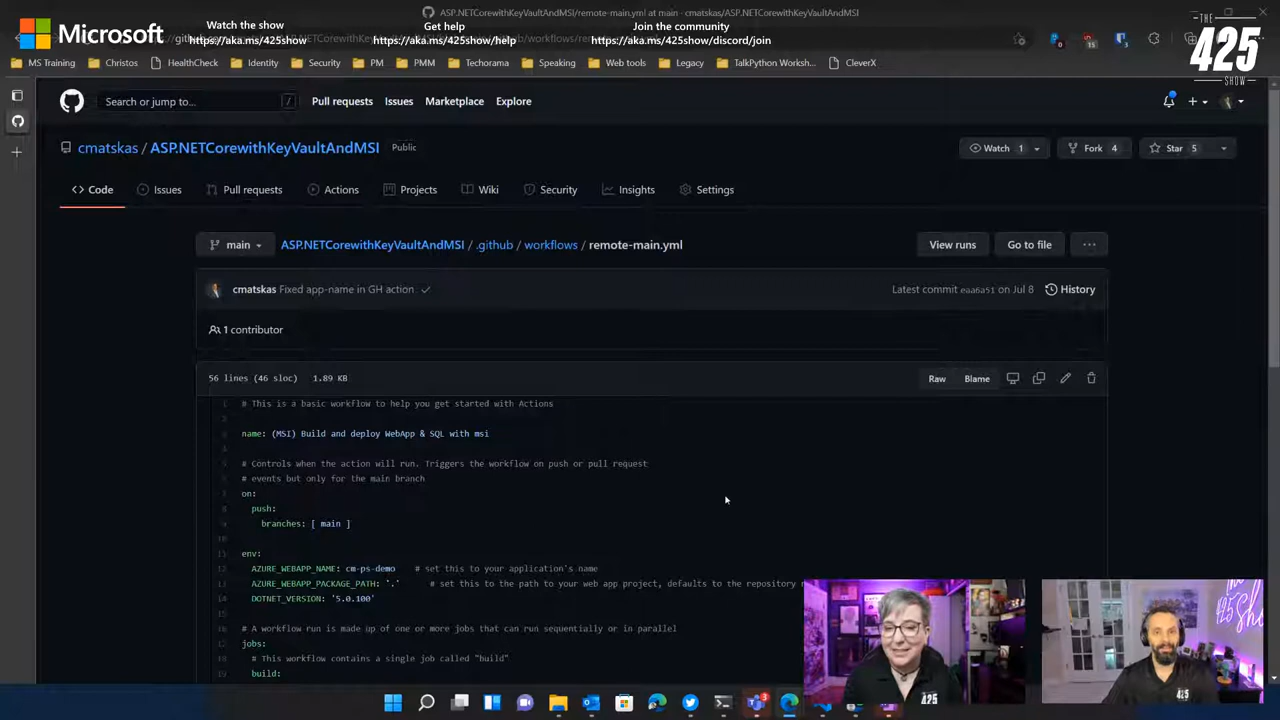 ASP.NETCorewithKeyVaultAndMSI/remote-main.yml at main · cmatskas/ASP.NETCorewithKeyVaultAndMSI
Microsoft
Watch the show
https://aka.ms/425show
Get help
https://aka.ms/425show/help
Join the community
https://aka.ms/425show/discord/join
THE
425
SHOW
MS Training
Christos
HealthCheck
Identity
Security
PM
PMM
Techorama
Speaking
Web tools
Legacy
TalkPython Worksh...
CleverX
Search or jump to...
/
Pull requests
Issues
Marketplace
Explore
cmatskas / ASP.NETCorewithKeyVaultAndMSI Public
Watch 1
Fork 4
Star 5
Code
Issues
Pull requests
Actions
Projects
Wiki
Security
Insights
Settings
main
ASP.NETCorewithKeyVaultAndMSI / .github / workflows / remote-main.yml
View runs
Go to file
...
cmatskas Fixed app-name in GH action.
Latest commit eaa6a51 on Jul 8
History
1 contributor
56 lines (46 sloc) 1.89 KB
Raw
Blame
# This is a basic workflow to help you get started with Actions
name: (MSI) Build and deploy WebApp & SQL with msi
# Controls when the action will run. Triggers the workflow on push or pull request
# events but only for the main branch
on:
push:
branches: [ main ]
env:
AZURE_WEBAPP_NAME: cm-ps-demo # set this to your application's name
AZURE_WEBAPP_PACKAGE_PATH: '.' # set this to the path to your web app project, defaults to the repository
DOTNET_VERSION: '5.0.100'
# A workflow run is made up of one or more jobs that can run sequentially or in parallel
jobs:
# This workflow contains a single job called "build"
build:
425
425